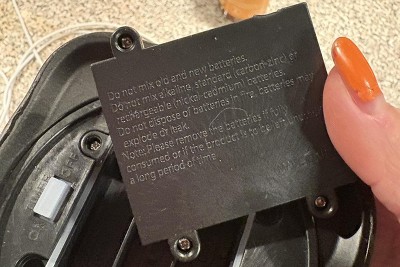 Do not mix old and new batteries.
Do not mix alkaline, standard (carbon-zinc) or
rechargeable (nickel-cadmium) batteries.
Do not dispose of batteries in fire, batteries may
explode or leak.
Note: Please remove the batteries if
consumed or if the product is to be
a long period of time.